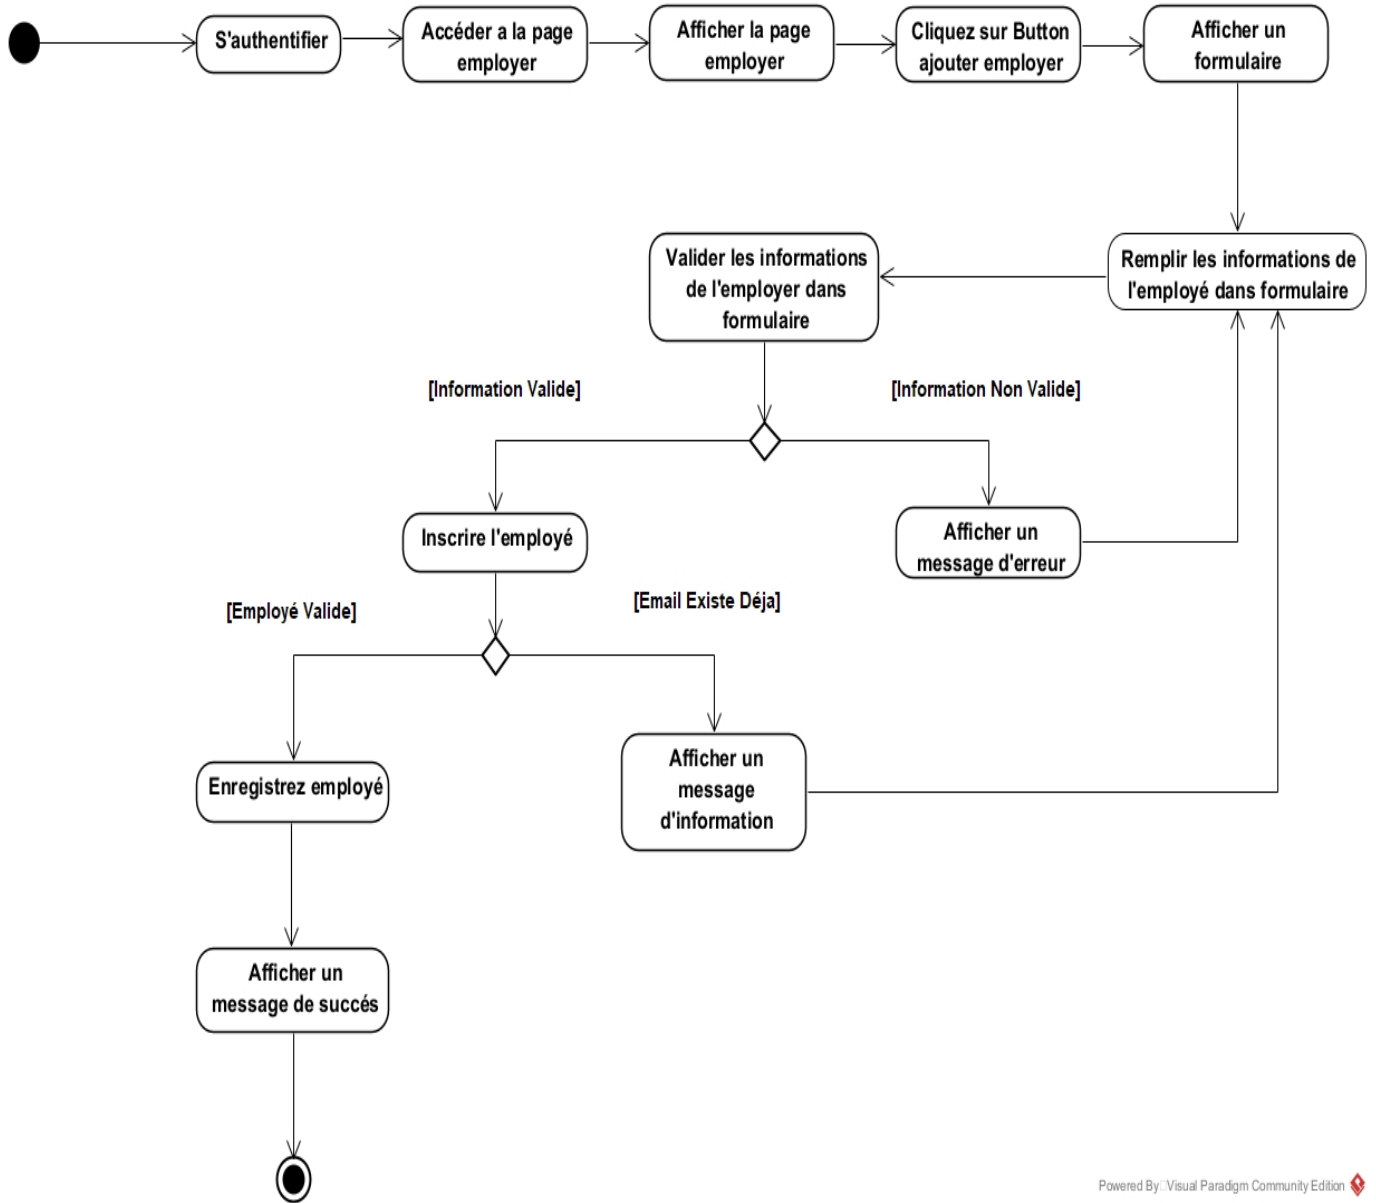 S'authentifier
Accéder a la page
employer
Afficher la page
employer
Cliquez sur Button
ajouter employer
Afficher un
formulaire
Remplir les informations de
l'employé dans formulaire
Valider les informations
de l'employer dans
formulaire
[Information Valide]
[Information Non Valide]
Inscrire l'employé
Afficher un
message d'erreur
[Employé Valide]
[Email Existe Déja]
Enregistrez employé
Afficher un
message
d'information
Afficher un
message de succés
Powered By Visual Paradigm Community Edition